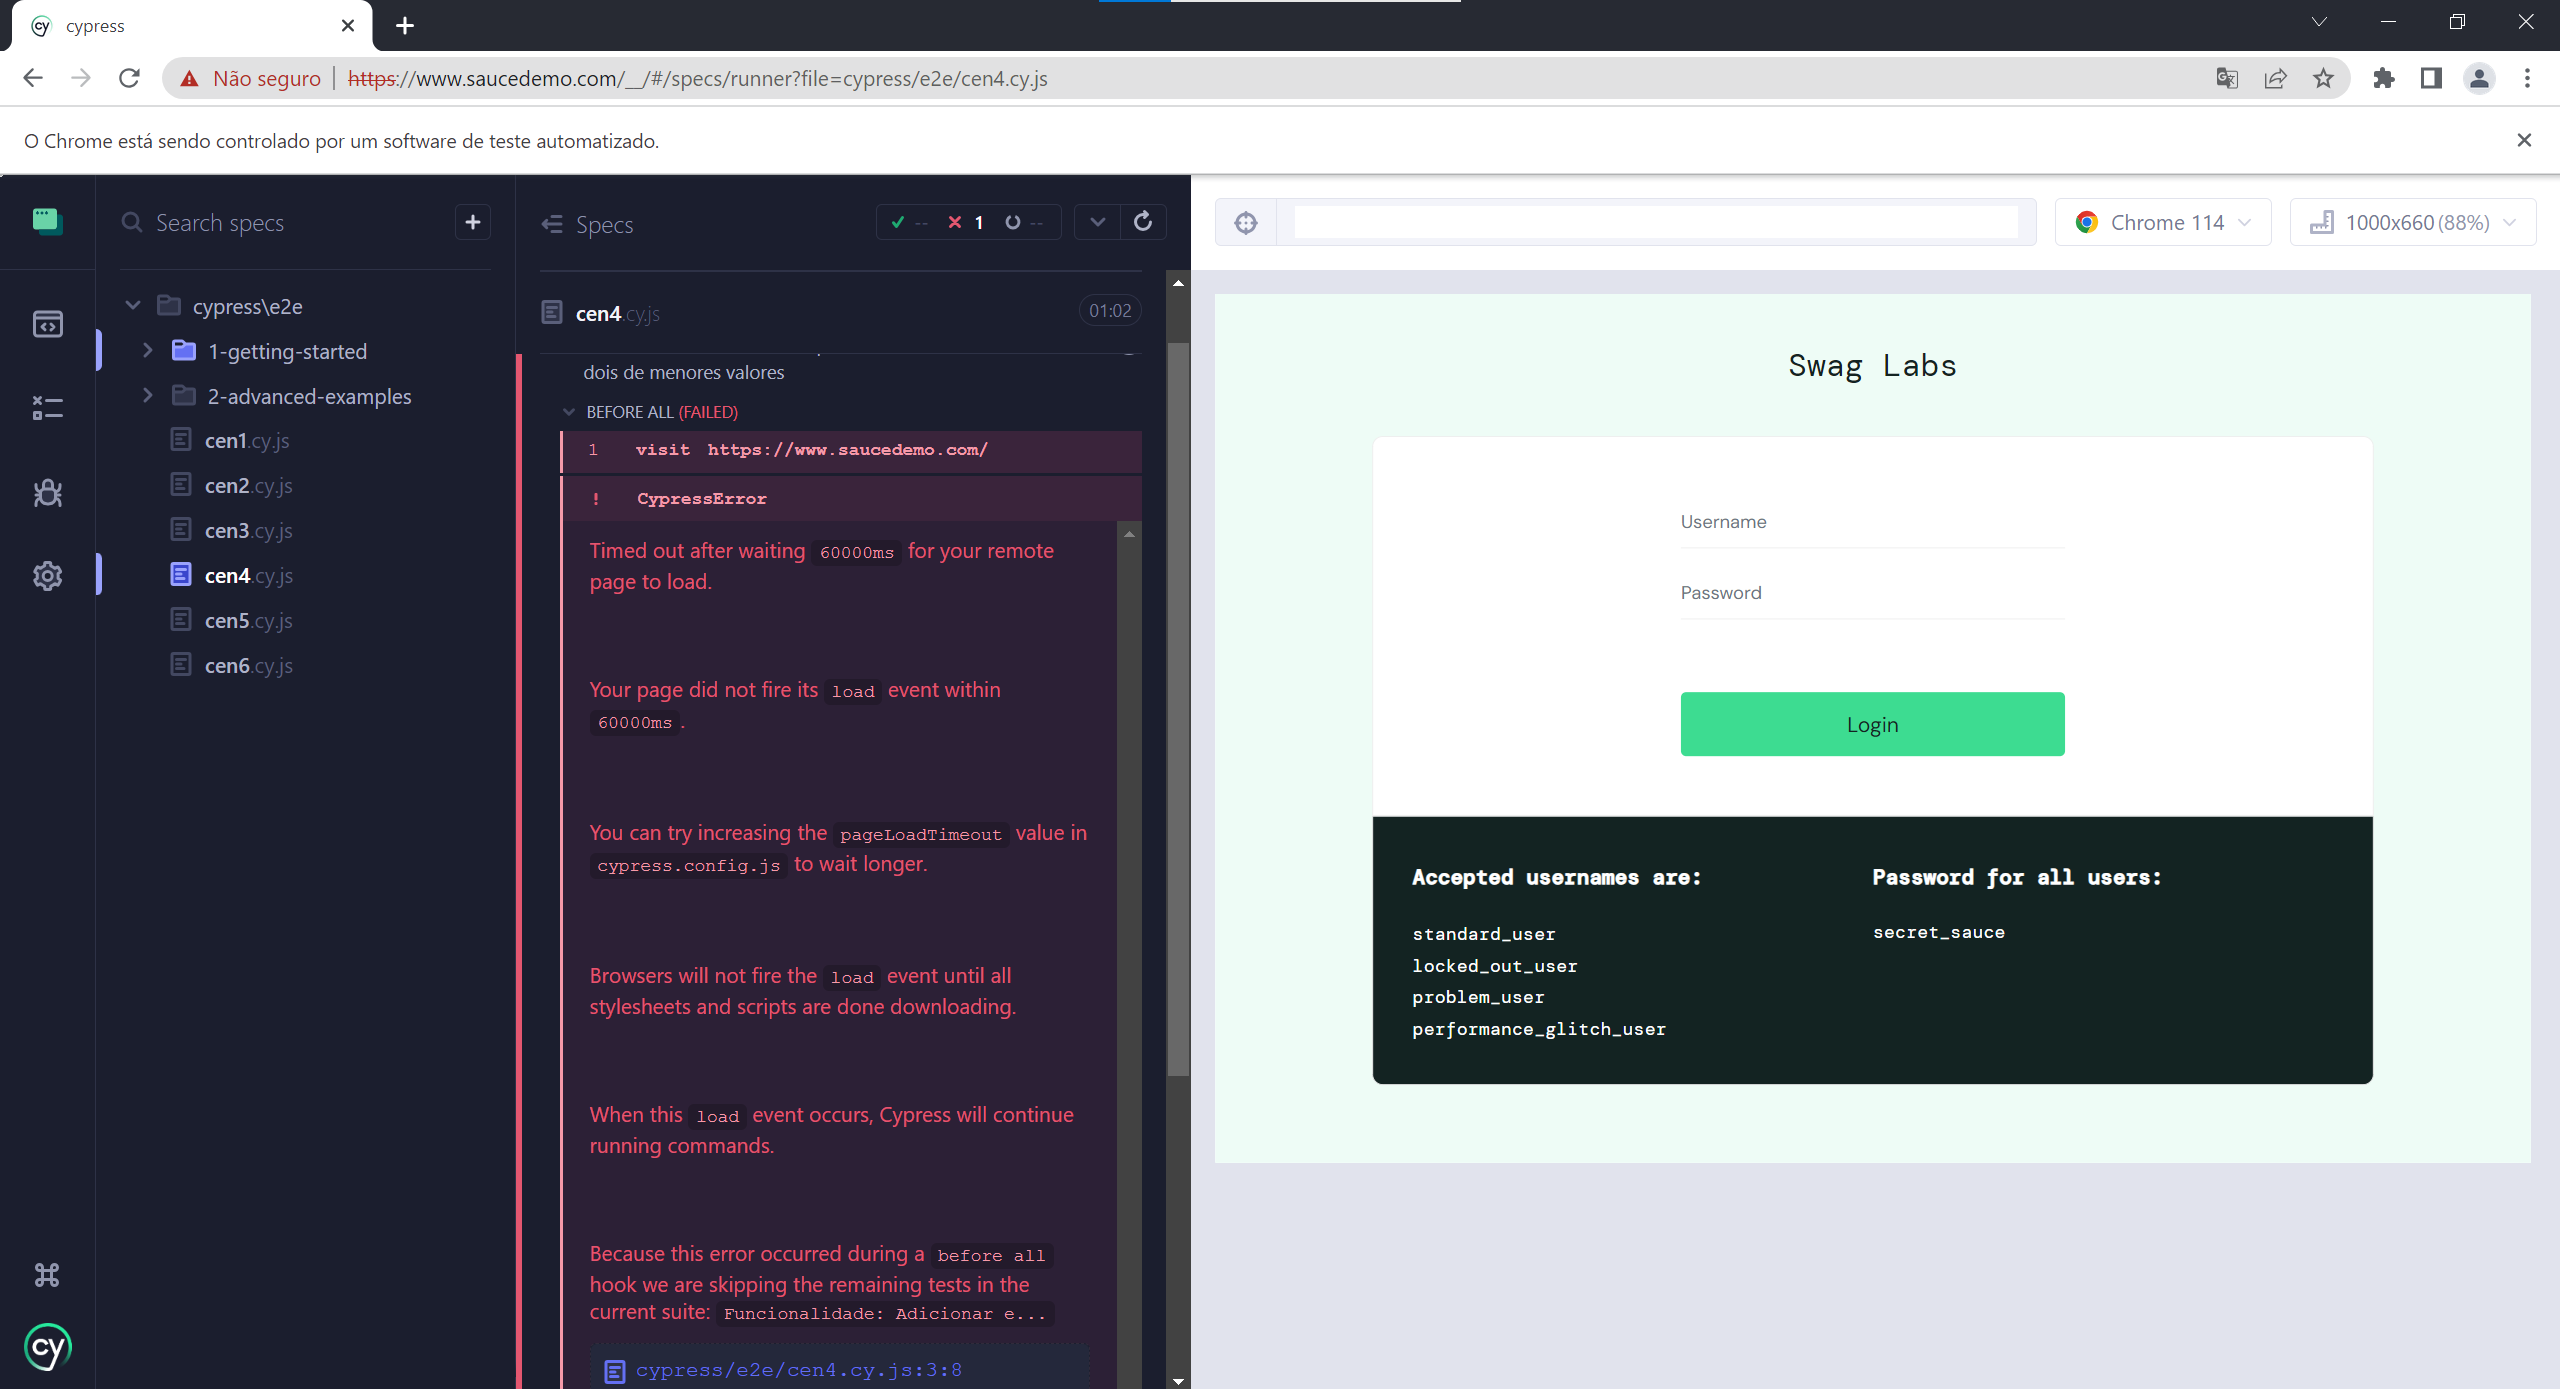 cy cypress
Não seguro https://www.saucedemo.com/__/#/specs/runner?file=cypress/e2e/cen4.cy.js
O Chrome está sendo controlado por um software de teste automatizado.
Search specs
cypress\e2e
1-getting-started
2-advanced-examples
cen1.cy.js
cen2.cy.js
cen3.cy.js
cen4.cy.js
cen5.cy.js
cen6.cy.js
cy
Specs
-- 1 --
cen4.cy.js 01:02
dois de menores valores
BEFORE ALL (FAILED)
1 visit https://www.saucedemo.com/
! CypressError
Timed out after waiting 60000ms for your remote
page to load.
Your page did not fire its load event within
60000ms.
You can try increasing the pageLoadTimeout value in
cypress.config.js to wait longer.
Browsers will not fire the load event until all
stylesheets and scripts are done downloading.
When this load event occurs, Cypress will continue
running commands.
Because this error occurred during a before all
hook we are skipping the remaining tests in the
current suite: Funcionalidade: Adicionar e...
cypress/e2e/cen4.cy.js:3:8
Chrome 114
1000x660 (88%)
Swag Labs
Username
Password
Login
Accepted usernames are:
standard_user
locked_out_user
problem_user
performance_glitch_user
Password for all users:
secret_sauce